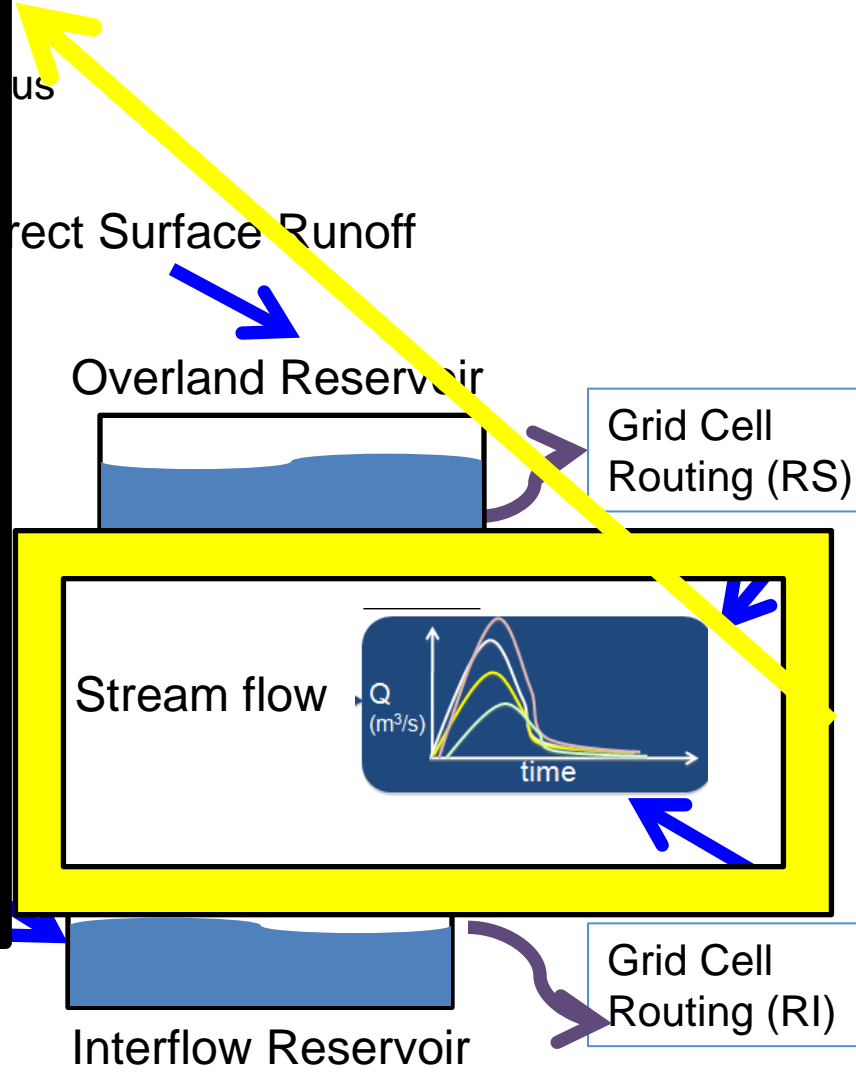 us
rect Surface Runoff
Overland Reservoir
Grid Cell
Routing (RS)
Stream flow
Q
(m³/s)
time
Grid Cell
Routing (RI)
Interflow Reservoir